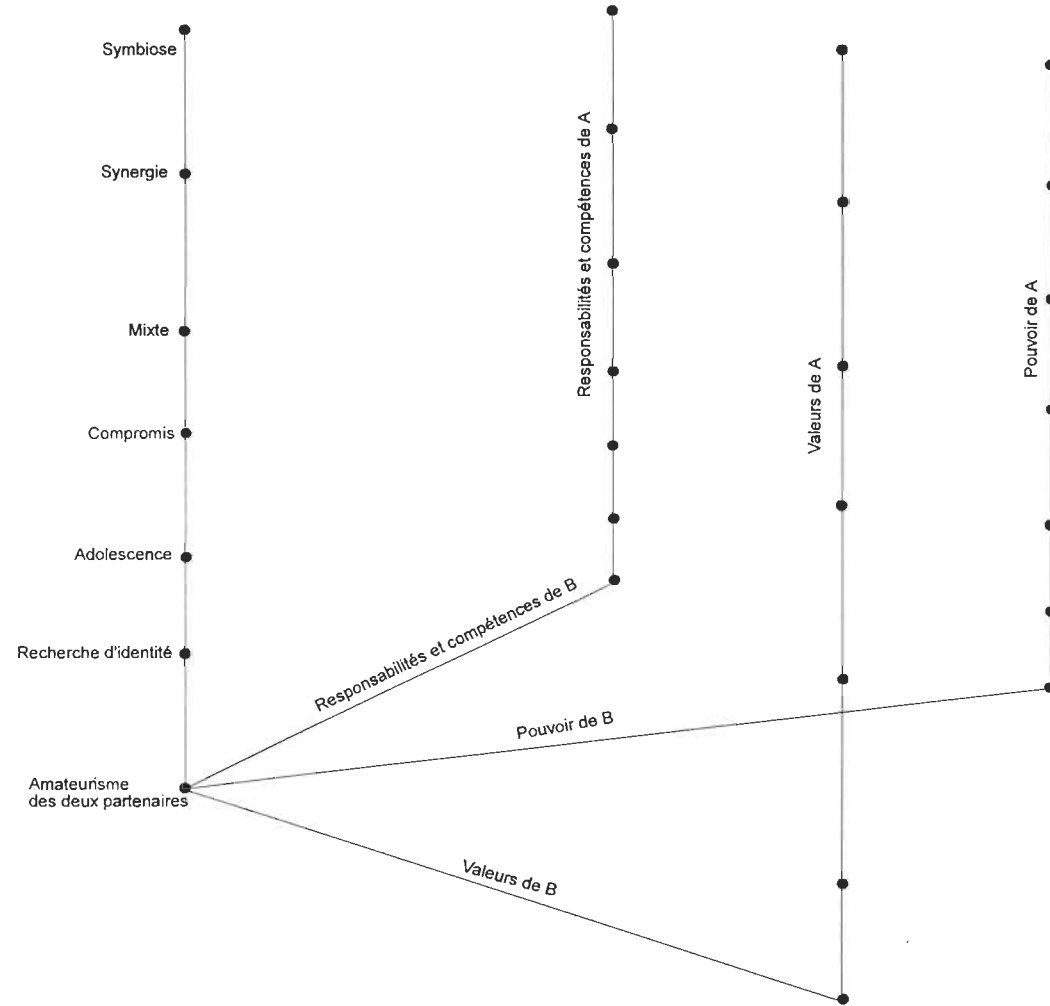 Symbiose
Synergie
Mixte
Compromis
Adolescence
Recherche d'identité
Amateurisme
des deux partenaires
Responsabilités et compétences de A
Valeurs de A
Pouvoir de A
Responsabilités et compétences de B
Pouvoir de B
Valeurs de B